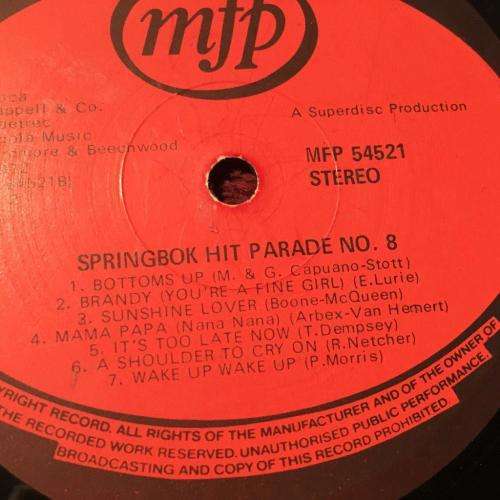 mfp
& Co.
Music
& Beechwood
A Superdisc Production
MFP 54521
STEREO
SPRINGBOK HIT PARADE NO. 8
1. BOTTOMS UP (M. & G. Capuano-Stott)
2. BRANDY (YOU'RE A FINE GIRL) (E.Lurie)
3. SUNSHINE LOVER (Boone-McQueen)
4. MAMA PAPA (Nana Nana) (Arbex-Van Hemert)
5. IT'S TOO LATE NOW (T.Dempsey)
6. A SHOULDER TO CRY ON (R.Netcher)
7. WAKE UP WAKE UP (P.Morris)
RECORD. ALL RIGHTS OF THE MANUFACTURER AND OF THE OWNER OF
THE RECORDED WORK RESERVED. UNAUTHORISED PUBLIC PERFORMANCE,
BROADCASTING AND COPY OF THIS RECORD PROHIBITED